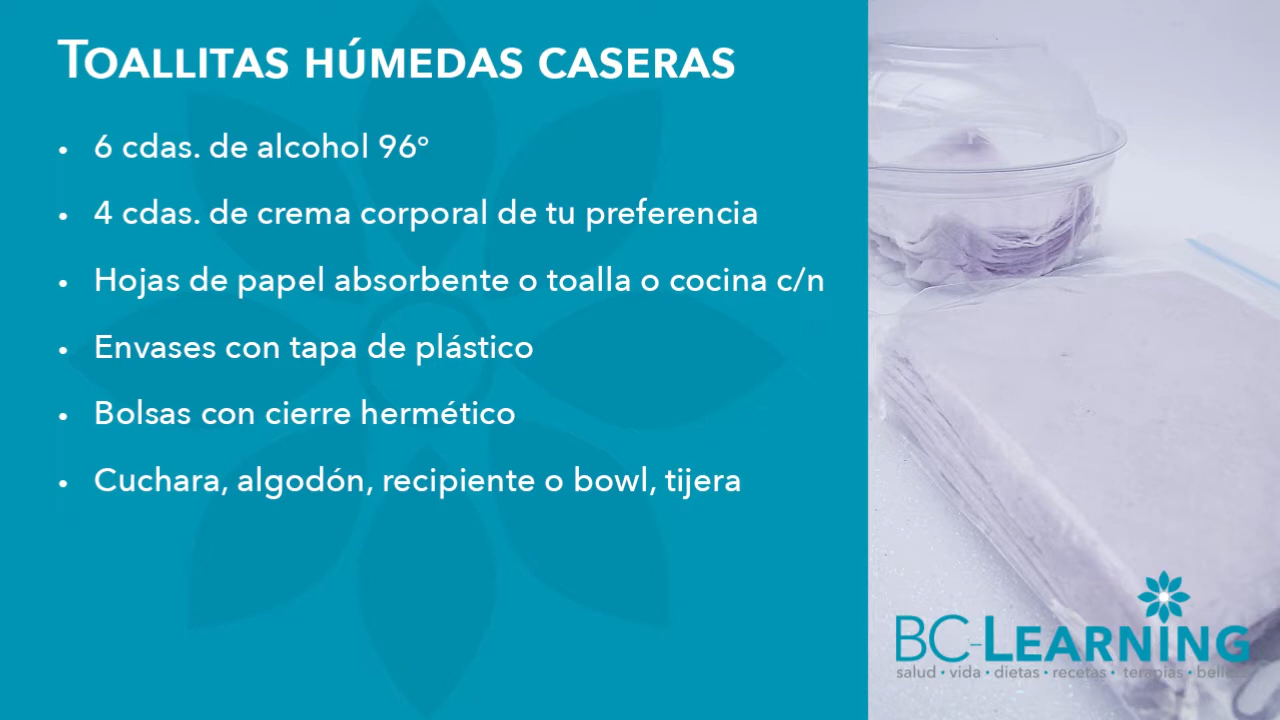 TOALLITAS HÚMEDAS CASERAS
• 6 cdas. de alcohol 96º
• 4 cdas. de crema corporal de tu preferencia
• Hojas de papel absorbente o toalla o cocina c/n
• Envases con tapa de plástico
• Bolsas con cierre hermético
• Cuchara, algodón, recipiente o bowl, tijera
BC-LEARNING
salud • vida • dietas • recetas • terapias •